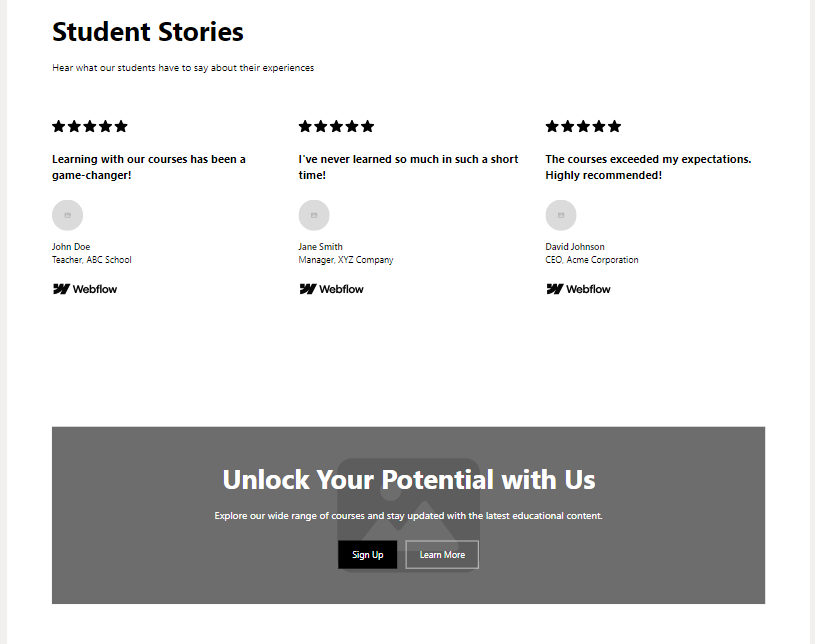 Student Stories
Hear what our students have to say about their experiences
Learning with our courses has been a
game-changer!
John Doe
Teacher, ABC School
Webflow
I've never learned so much in such a short
time!
Jane Smith
Manager, XYZ Company
Webflow
The courses exceeded my expectations.
Highly recommended!
David Johnson
CEO, Acme Corporation
Webflow
Unlock Your Potential with Us
Explore our wide range of courses and stay updated with the latest educational content.
Sign Up
Learn More